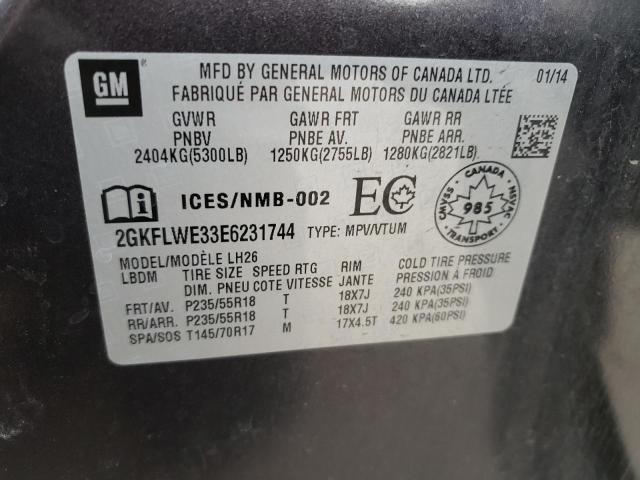 GM
MFD BY GENERAL MOTORS OF CANADA LTD. 01/14
FABRIQUÉ PAR GENERAL MOTORS DU CANADA LTÉE
GVWR GAWR FRT GAWR RR
PNBV PNBE AV. PNBE ARR.
2404KG(5300LB) 1250KG(2755LB) 1280KG(2821LB)
ICES/NMB-002 EC
CANADA
CMVSS NSVAC
985
TRANSPORT
2GKFLWE33E6231744 TYPE: MPV/VTUM
MODEL/MODÈLE LH26
LBDM TIRE SIZE SPEED RTG RIM COLD TIRE PRESSURE
DIM. PNEU COTE VITESSE JANTE PRESSION À FROID
FRT/AV. P235/55R18 T 18X7J 240 KPA(35PSI)
RR/ARR. P235/55R18 T 18X7J 240 KPA(35PSI)
SPA/SOS T145/70R17 M 17X4.5T 420 KPA(60PSI)